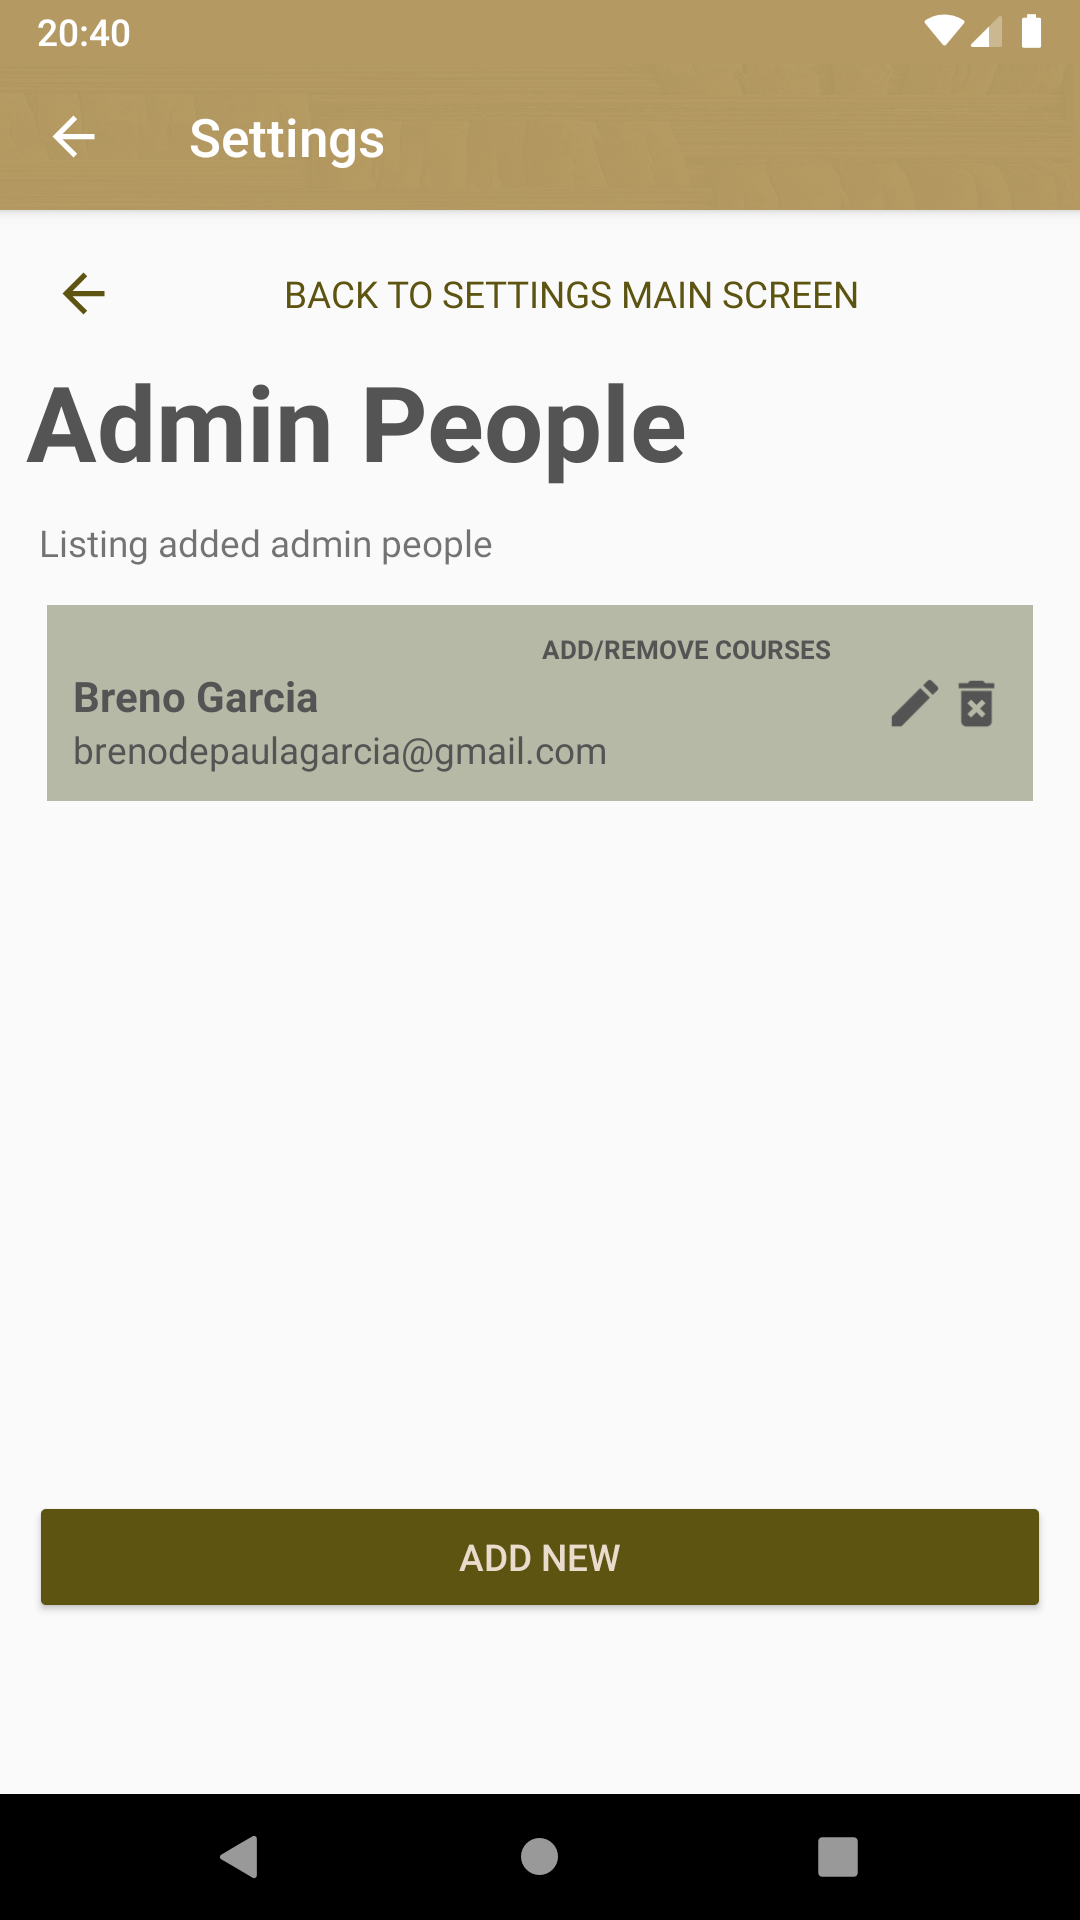 20:40
Settings
BACK TO SETTINGS MAIN SCREEN
Admin People
Listing added admin people
ADD/REMOVE COURSES
Breno Garcia
brenodepaulagarcia@gmail.com
ADD NEW